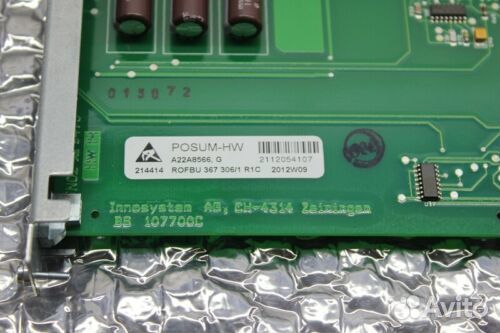 013072
POSUM-HW
A22A8566, G 2112054107
214414 ROFBU 367 306/1 R1C 2012W09
Innosystem AG, CH-4314 Zeiningen
BS 107700C
Avito